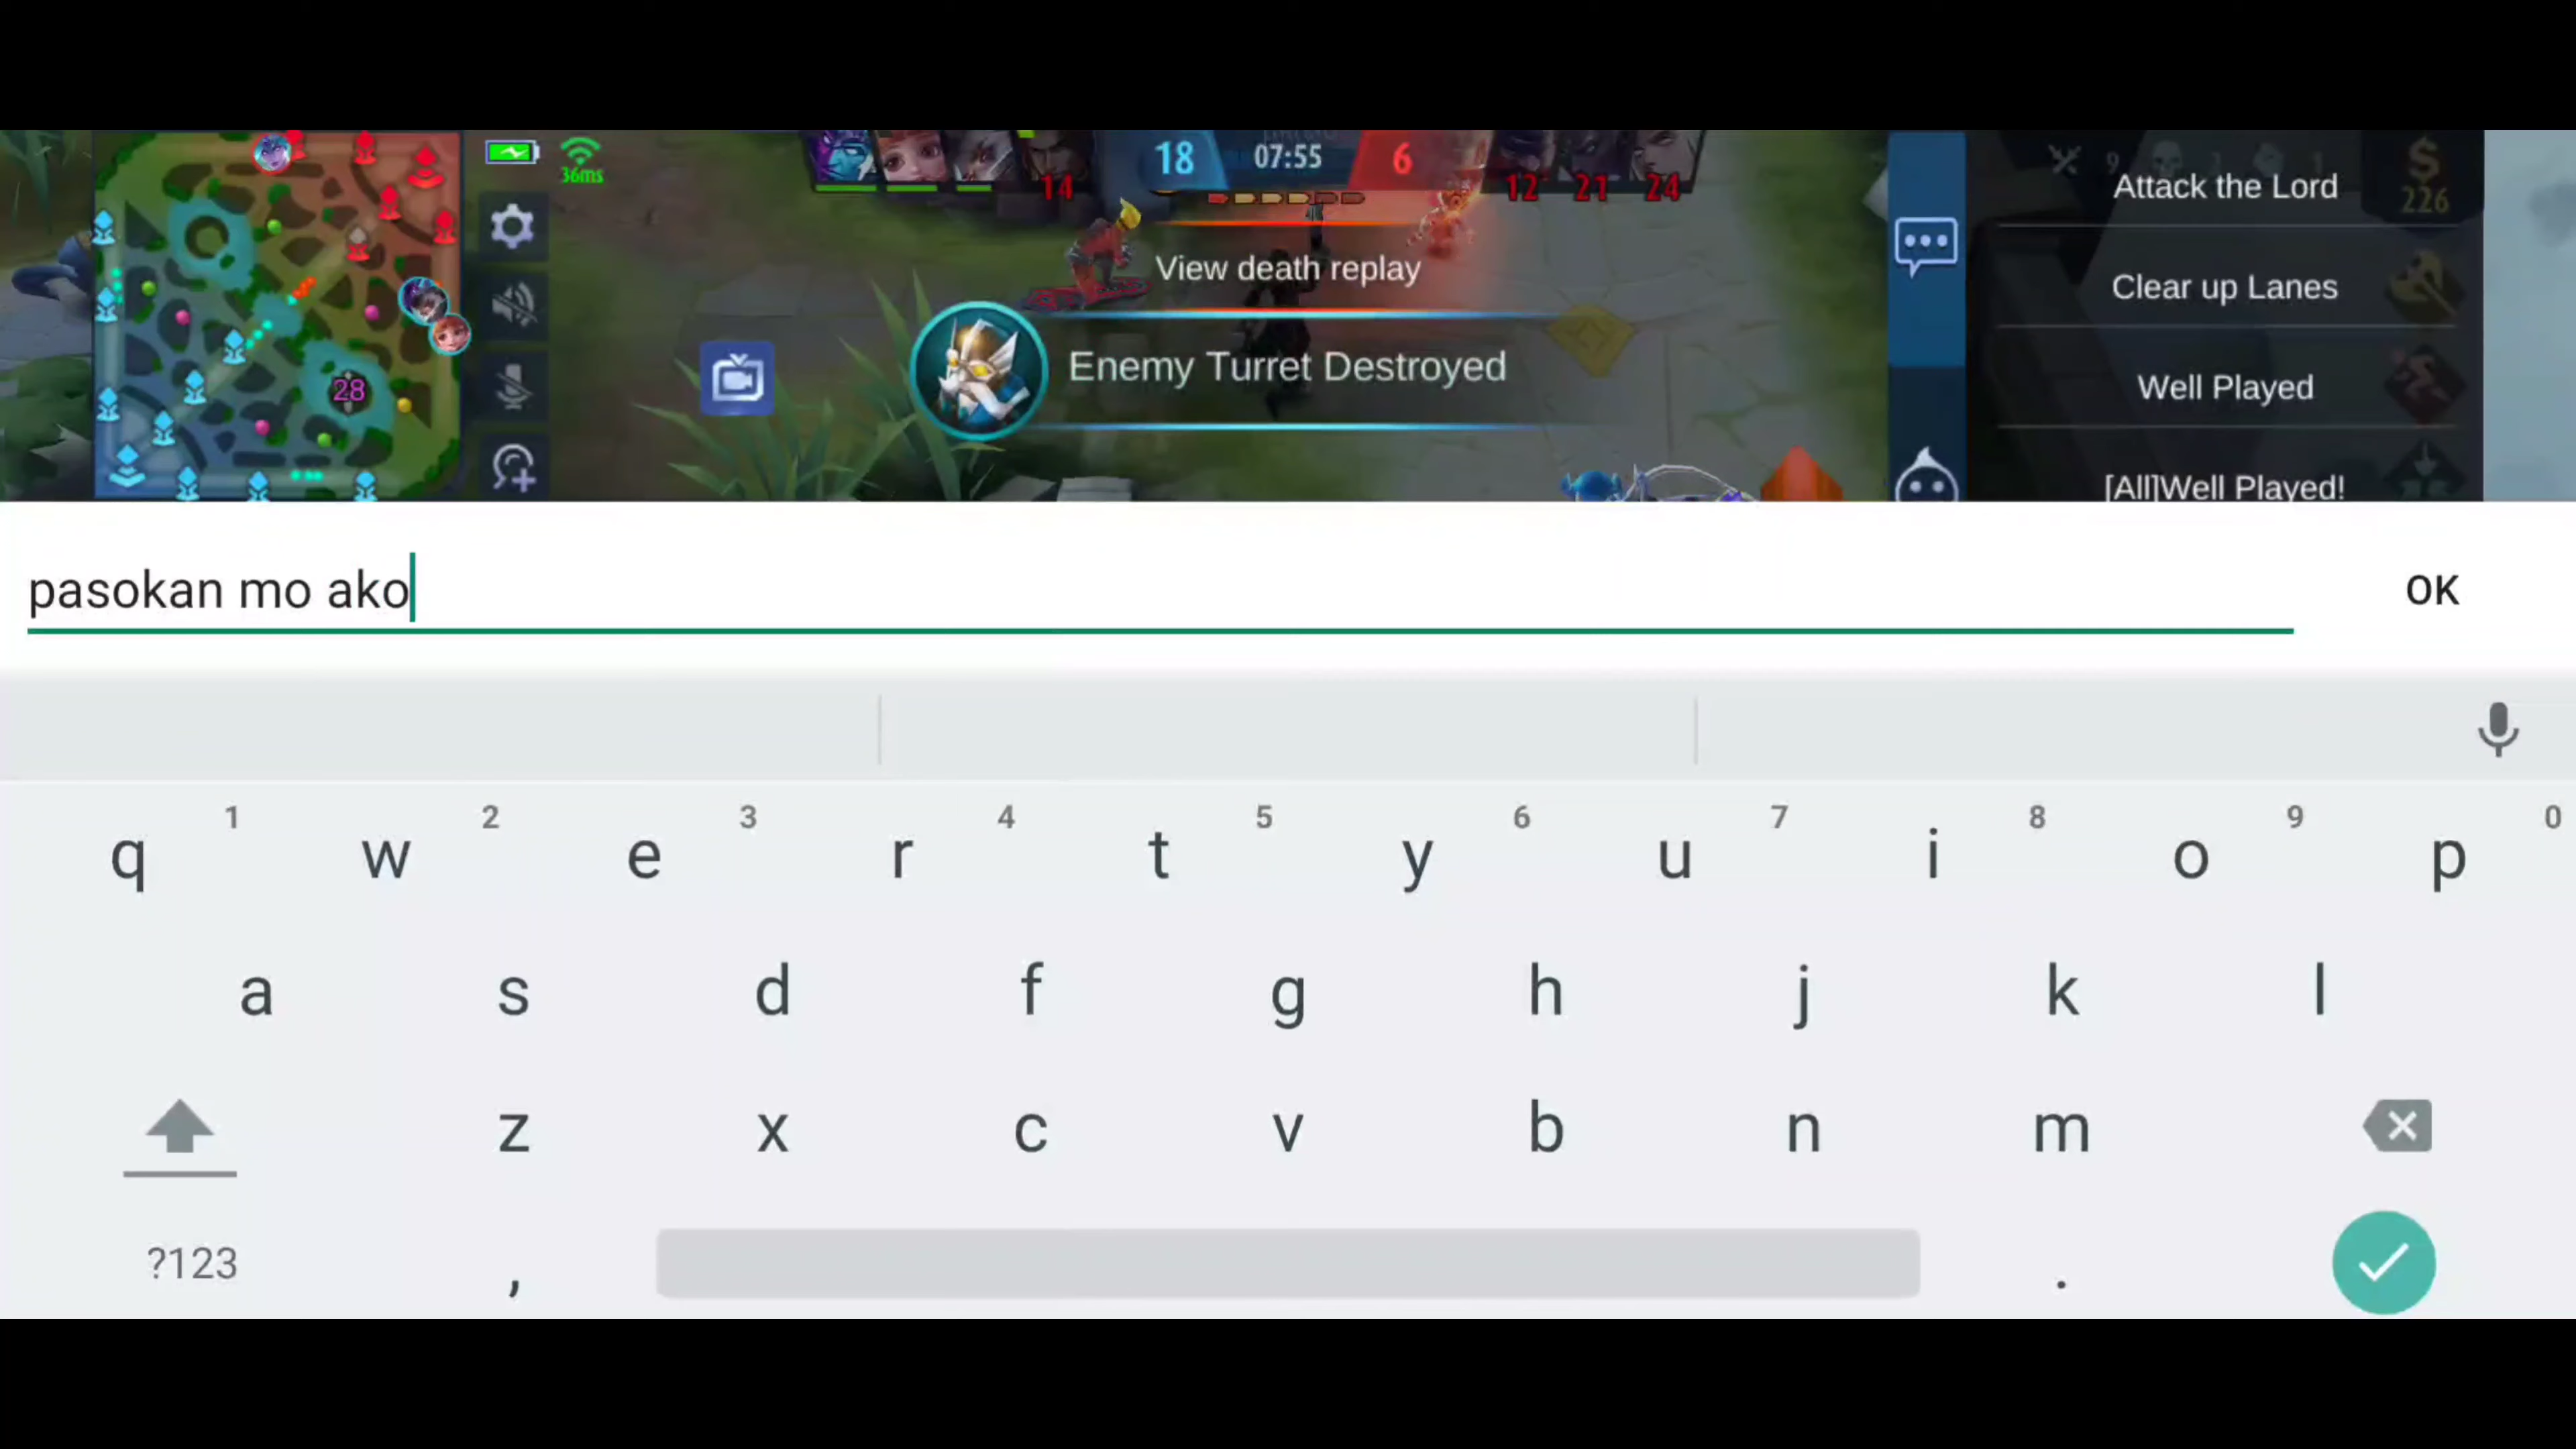 36ms
14
18
07:55
6
12 21 24
9
226
28
View death replay
Enemy Turret Destroyed
Attack the Lord
Clear up Lanes
Well Played
[All]Well Played!
pasokan mo ako
OK
1 2 3 4 5 6 7 8 9 0
q w e r t y u i o p
a s d f g h j k l
z x c v b n m
?123 , .